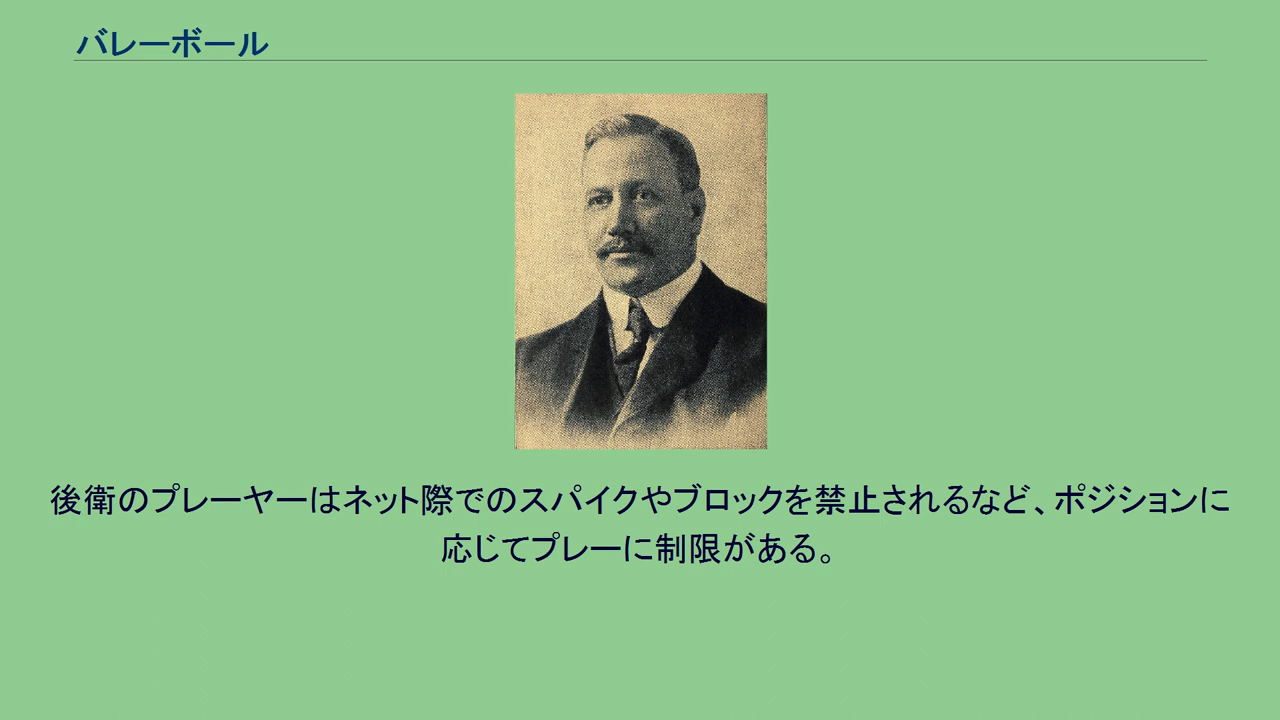 バレーボール
後衛のプレーヤーはネット際でのスパイクやブロックを禁止されるなど、ポジションに
応じてプレーに制限がある。